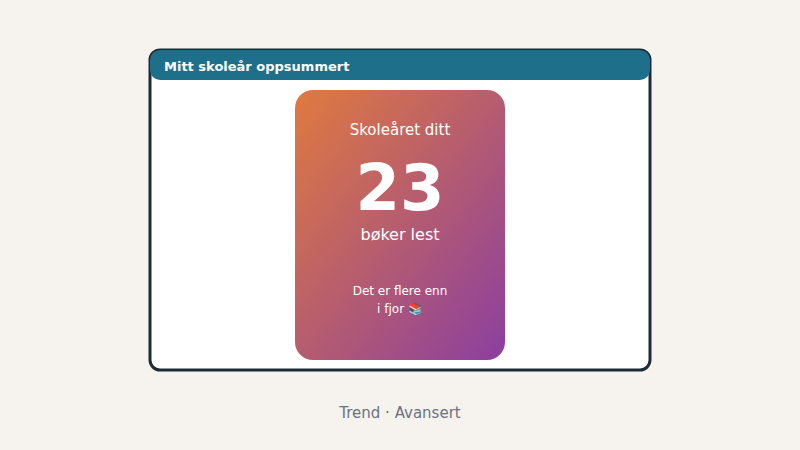 Mitt skoleår oppsummert
Skoleåret ditt
23
bøker lest
Det er flere enn
i fjor 📚
Trend · Avansert